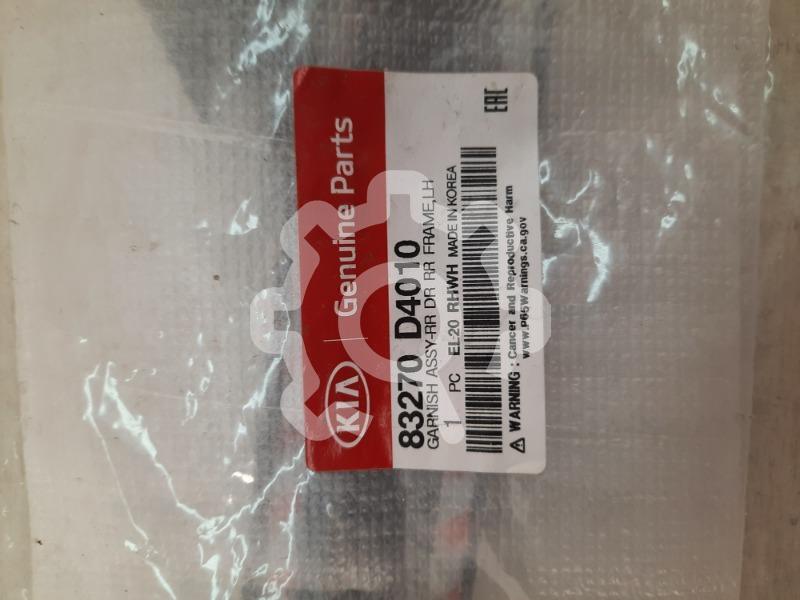 KIA | Genuine Parts
83270 D4010
GARNISH ASSY-RR DR RR FRAME,LH
1 PC EL20 RHWH MADE IN KOREA
⚠ WARNING : Cancer and Reproductive Harm
www.P65Warnings.ca.gov
EAC